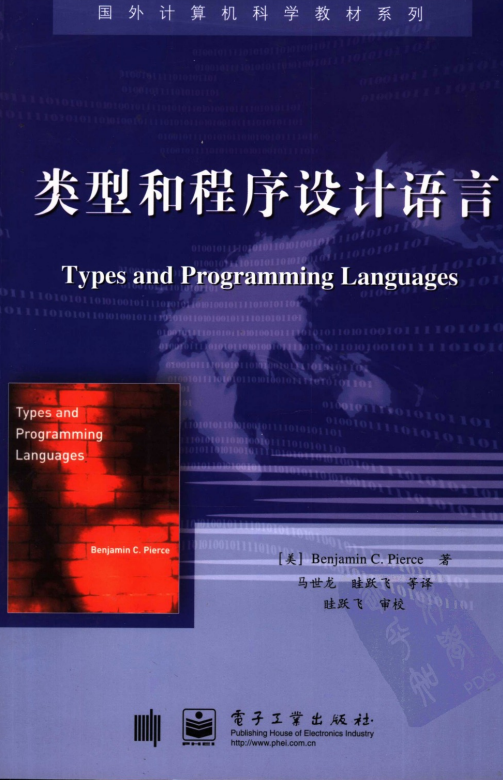 国外计算机科学教材系列
类型和程序设计语言
Types and Programming Languages
Types and
Programming
Languages
Benjamin C. Pierce
[美] Benjamin C. Pierce 著
马世龙 眭跃飞 等译
眭跃飞 审校
PHEI
電子工業出版社·
Publishing House of Electronics Industry
http://www.phei.com.cn
PDG